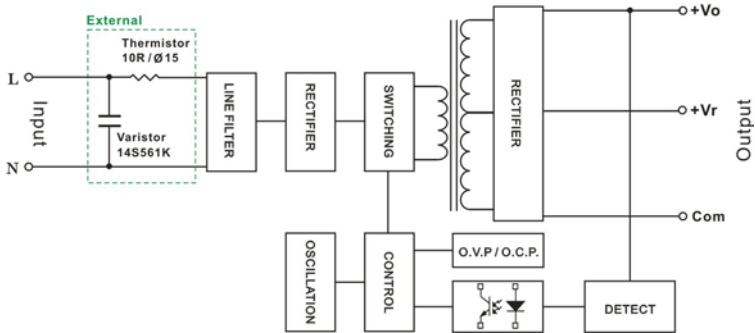 External
Thermistor
10R/Ø15
L
Input
N
Varistor
14S561K
LINE FILTER
RECTIFIER
SWITCHING
RECTIFIER
+Vo
+Vr
Com
Output
OSCILLATION
CONTROL
O.V.P/O.C.P.
DETECT